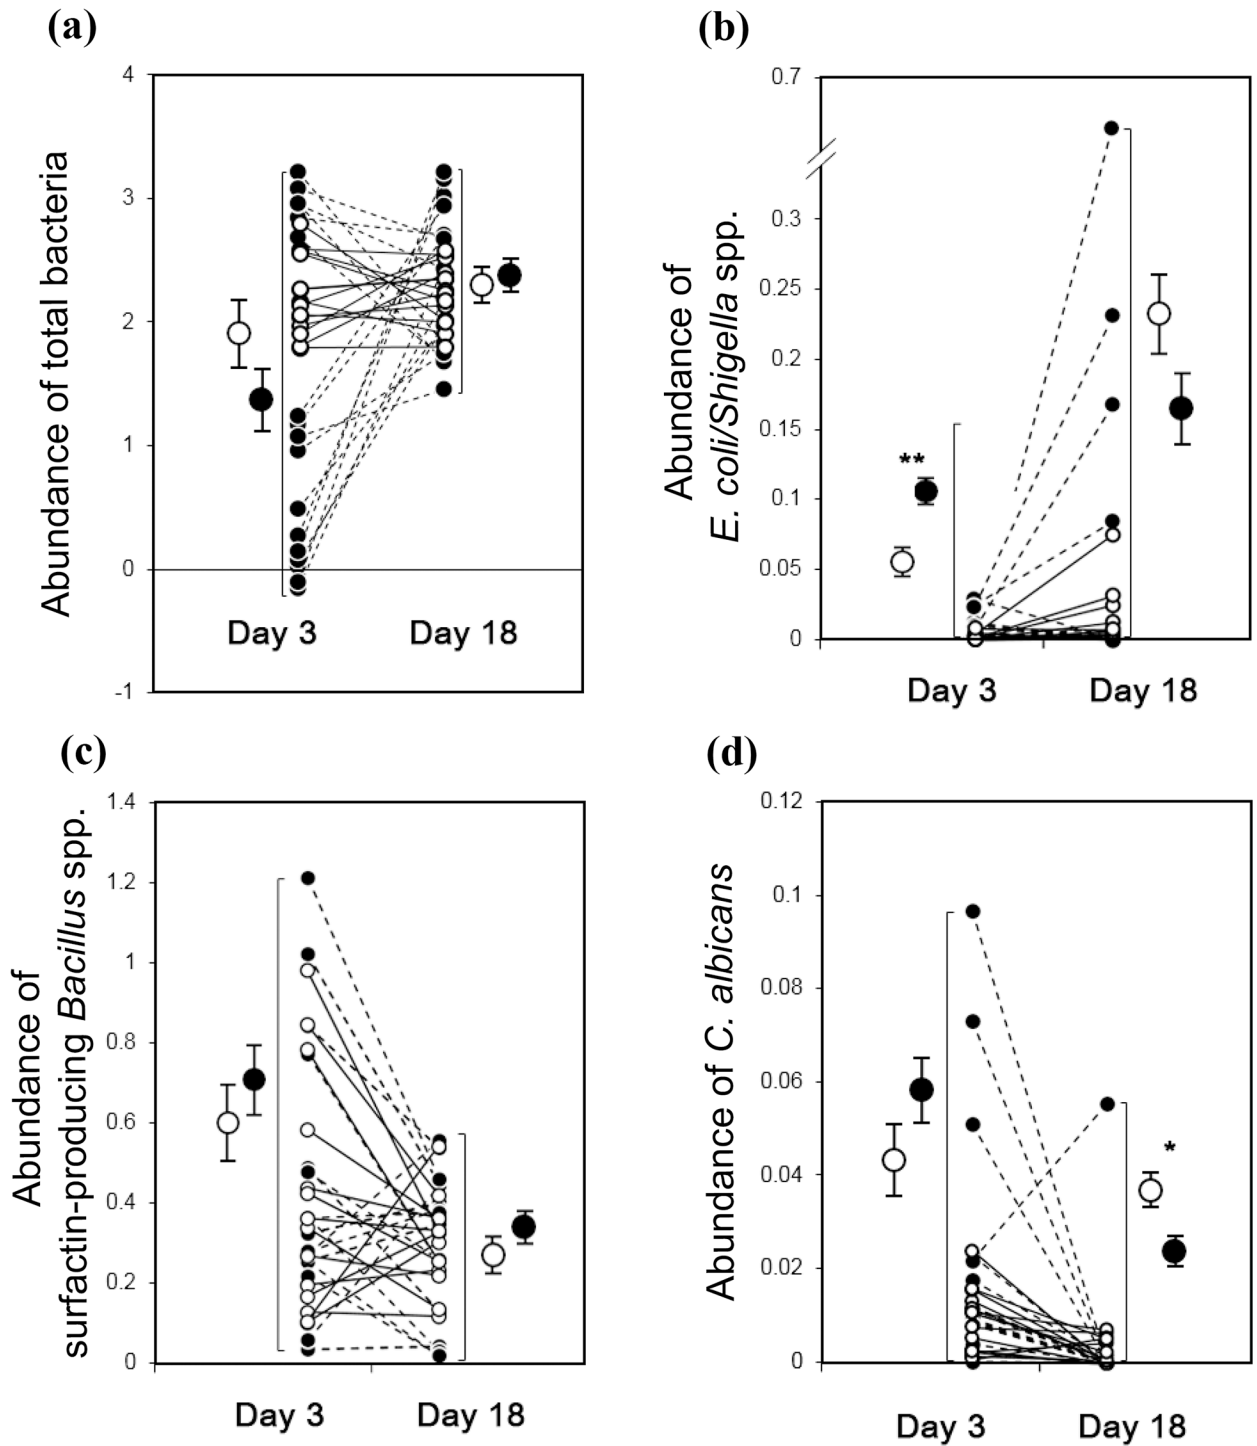 (a)
Abundance of total bacteria
4
3
2
1
0
-1
Day 3
Day 18
(b)
Abundance of
E. coli/Shigella spp.
0.7
0.3
0.25
0.2
0.15
0.1
0.05
0
**
Day 3
Day 18
(c)
Abundance of
surfactin-producing Bacillus spp.
1.4
1.2
1
0.8
0.6
0.4
0.2
0
Day 3
Day 18
(d)
Abundance of C. albicans
0.12
0.1
0.08
0.06
0.04
0.02
0
*
Day 3
Day 18